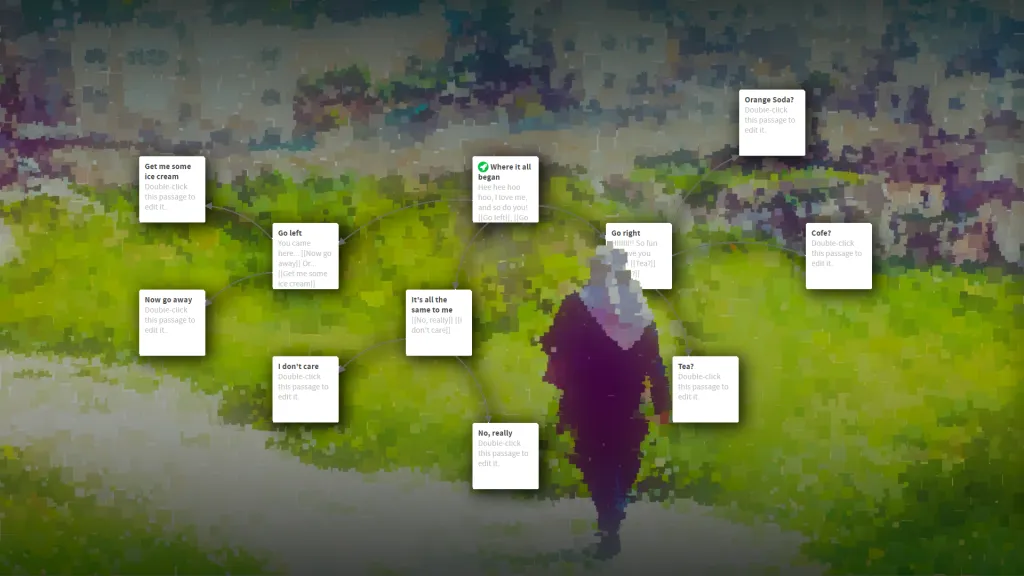 Orange Soda?
Double-click
this passage to
edit it.
Get me some
ice cream
Double-click
this passage to
edit it.
Where it all
began
Hee hee hoo
hoo, I love me,
and so do you!
[[Go left]], [[Go
Go left
You came
here... [[Now go
away]] Or...
[[Get me some
ice cream]]
Go right
So fun
you
[[Tea?]]
Cofe?
Double-click
this passage to
edit it.
Now go away
Double-click
this passage to
edit it.
It's all the
same to me
[[No, really]] [[I
don't care]]
I don't care
Double-click
this passage to
edit it.
Tea?
Double-click
this passage to
edit it.
No, really
Double-click
this passage to
edit it.